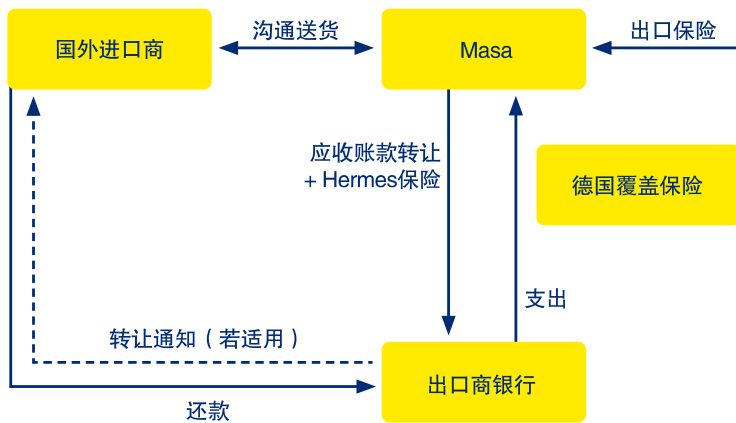 国外进口商
沟通送货
Masa
出口保险
应收账款转让
+ Hermes保险
德国覆盖保险
支出
转让通知（若适用）
出口商银行
还款